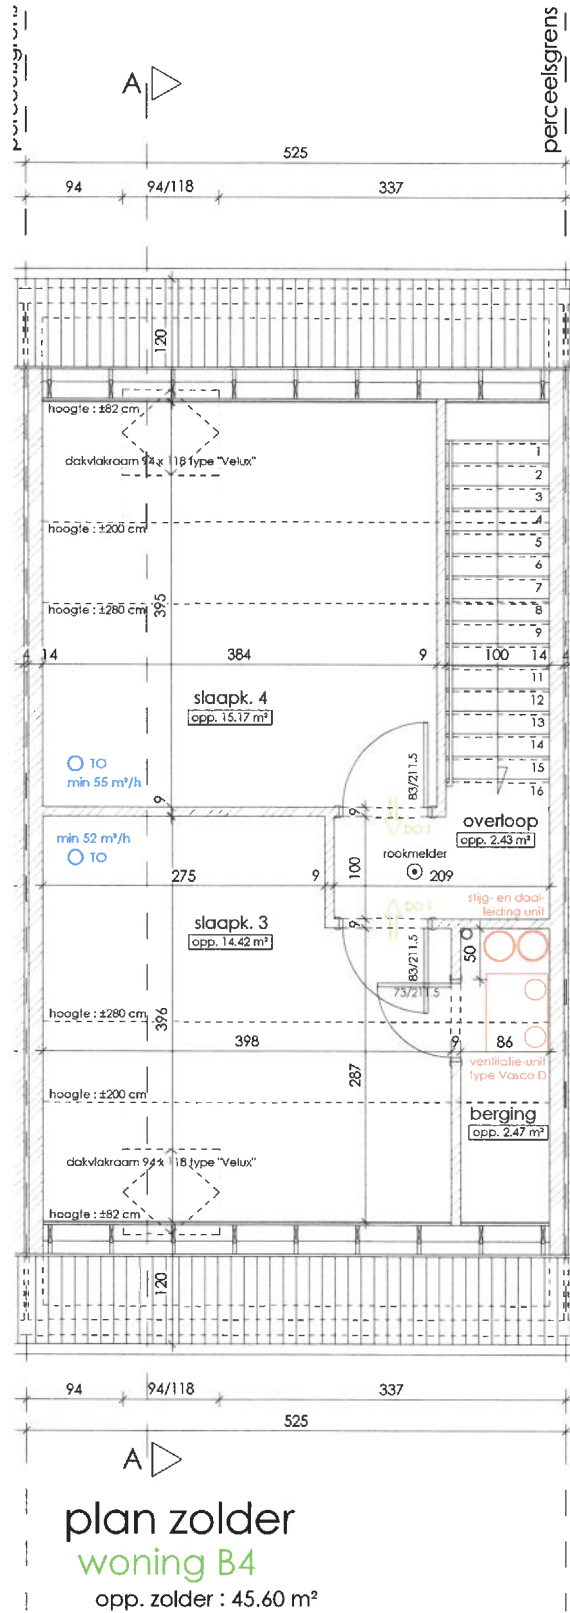 perceelsgrens
perceelsgrens
A
525
94 94/118 337
120
hoogte : ±82 cm
dakvlakraam 94 x 118 type "Velux"
1
2
3
4
5
6
7
8
9
11
12
13
14
15
16
hoogte : ±200 cm
hoogte : ±280 cm
395
4 14 384 9 100 14 4
slaapk. 4
opp. 15.17 m²
TO
min 55 m³/h
83/211.5
9
9
DO 1
overloop
opp. 2.43 m²
min 52 m³/h
TO
rookmelder
275 9 100 209
stijg- en daal-
leiding unit
slaapk. 3
opp. 14.42 m²
DO 1
9
83/211.5
50
73/211.5
hoogte : ±280 cm
396
398 9 86
287
ventilatie-unit
type Vasco D
hoogte : ±200 cm
berging
opp. 2.47 m²
dakvlakraam 94 x 118 type "Velux"
hoogte : ±82 cm
120
94 94/118 337
525
A
plan zolder
woning B4
opp. zolder : 45.60 m²